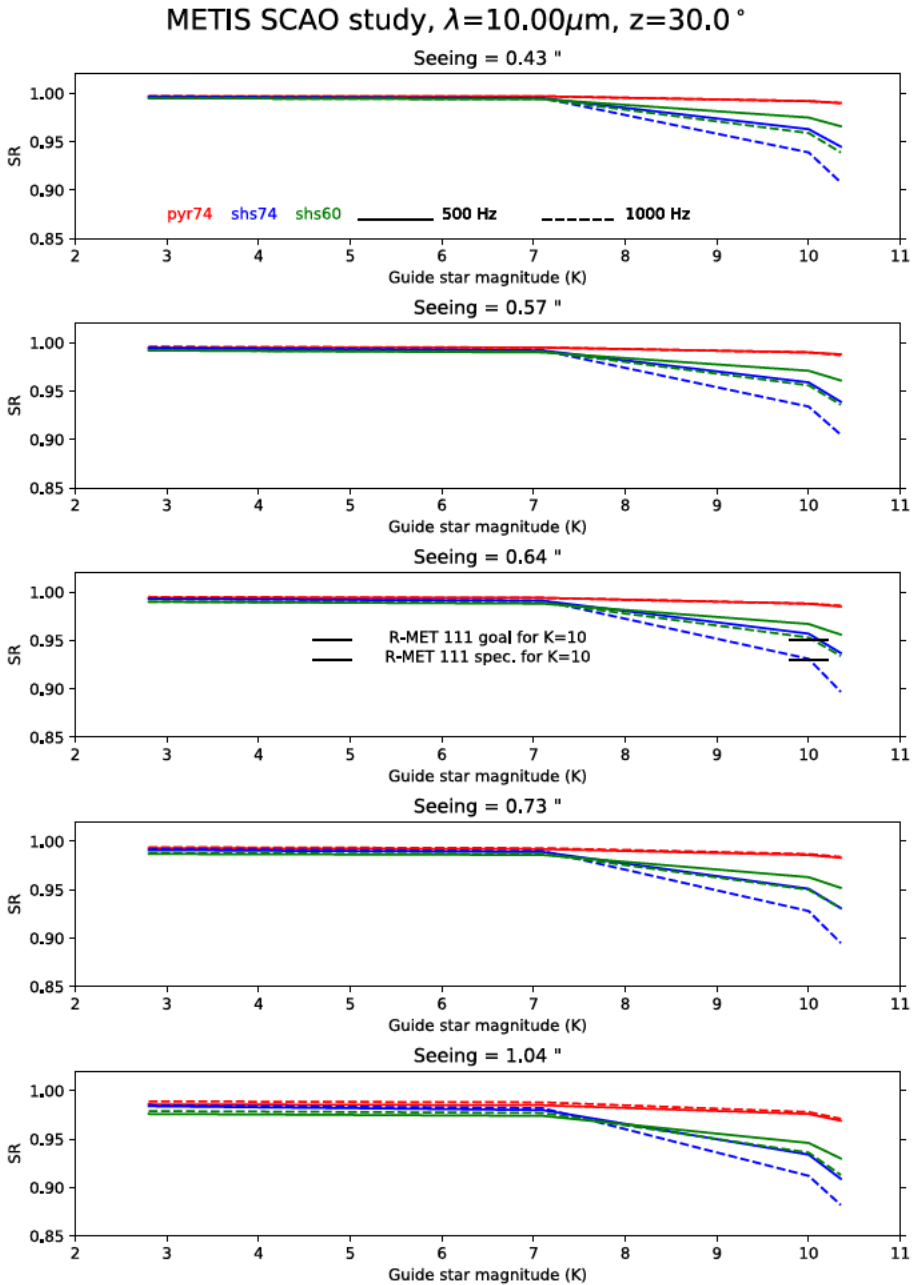 METIS SCAO study, λ=10.00μm, z=30.0°
Seeing = 0.43 "
1.00
0.95
0.90
0.85
SR
pyr74 shs74 shs60 500 Hz 1000 Hz
2 3 4 5 6 7 8 9 10 11
Guide star magnitude (K)
Seeing = 0.57 "
1.00
0.95
0.90
0.85
SR
2 3 4 5 6 7 8 9 10 11
Guide star magnitude (K)
Seeing = 0.64 "
1.00
0.95
0.90
0.85
SR
R-MET 111 goal for K=10
R-MET 111 spec. for K=10
2 3 4 5 6 7 8 9 10 11
Guide star magnitude (K)
Seeing = 0.73 "
1.00
0.95
0.90
0.85
SR
2 3 4 5 6 7 8 9 10 11
Guide star magnitude (K)
Seeing = 1.04 "
1.00
0.95
0.90
0.85
SR
2 3 4 5 6 7 8 9 10 11
Guide star magnitude (K)